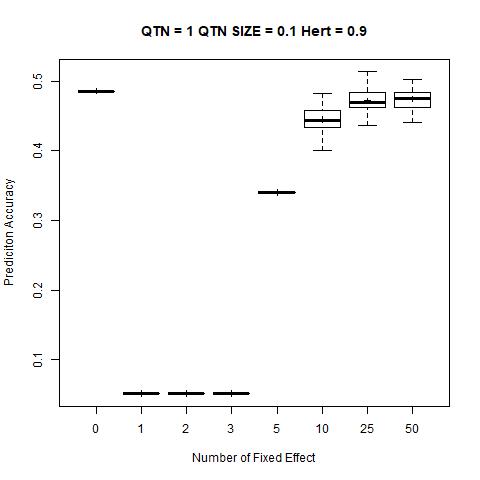 QTN = 1 QTN SIZE = 0.1 Hert = 0.9
0.5
0.4
0.3
0.2
0.1
Prediciton Accuracy
0 1 2 3 5 10 25 50
Number of Fixed Effect